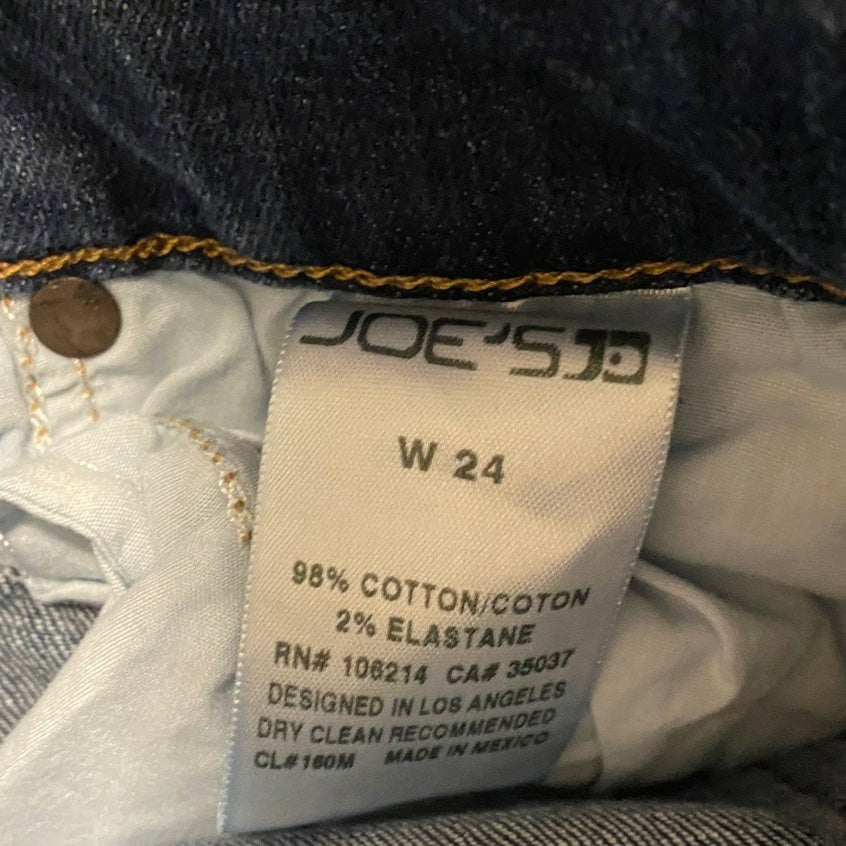 JOE'S JD
W 24
98% COTTON/COTON
2% ELASTANE
RN# 106214 CA# 35037
DESIGNED IN LOS ANGELES
DRY CLEAN RECOMMENDED
CL#160M MADE IN MEXICO